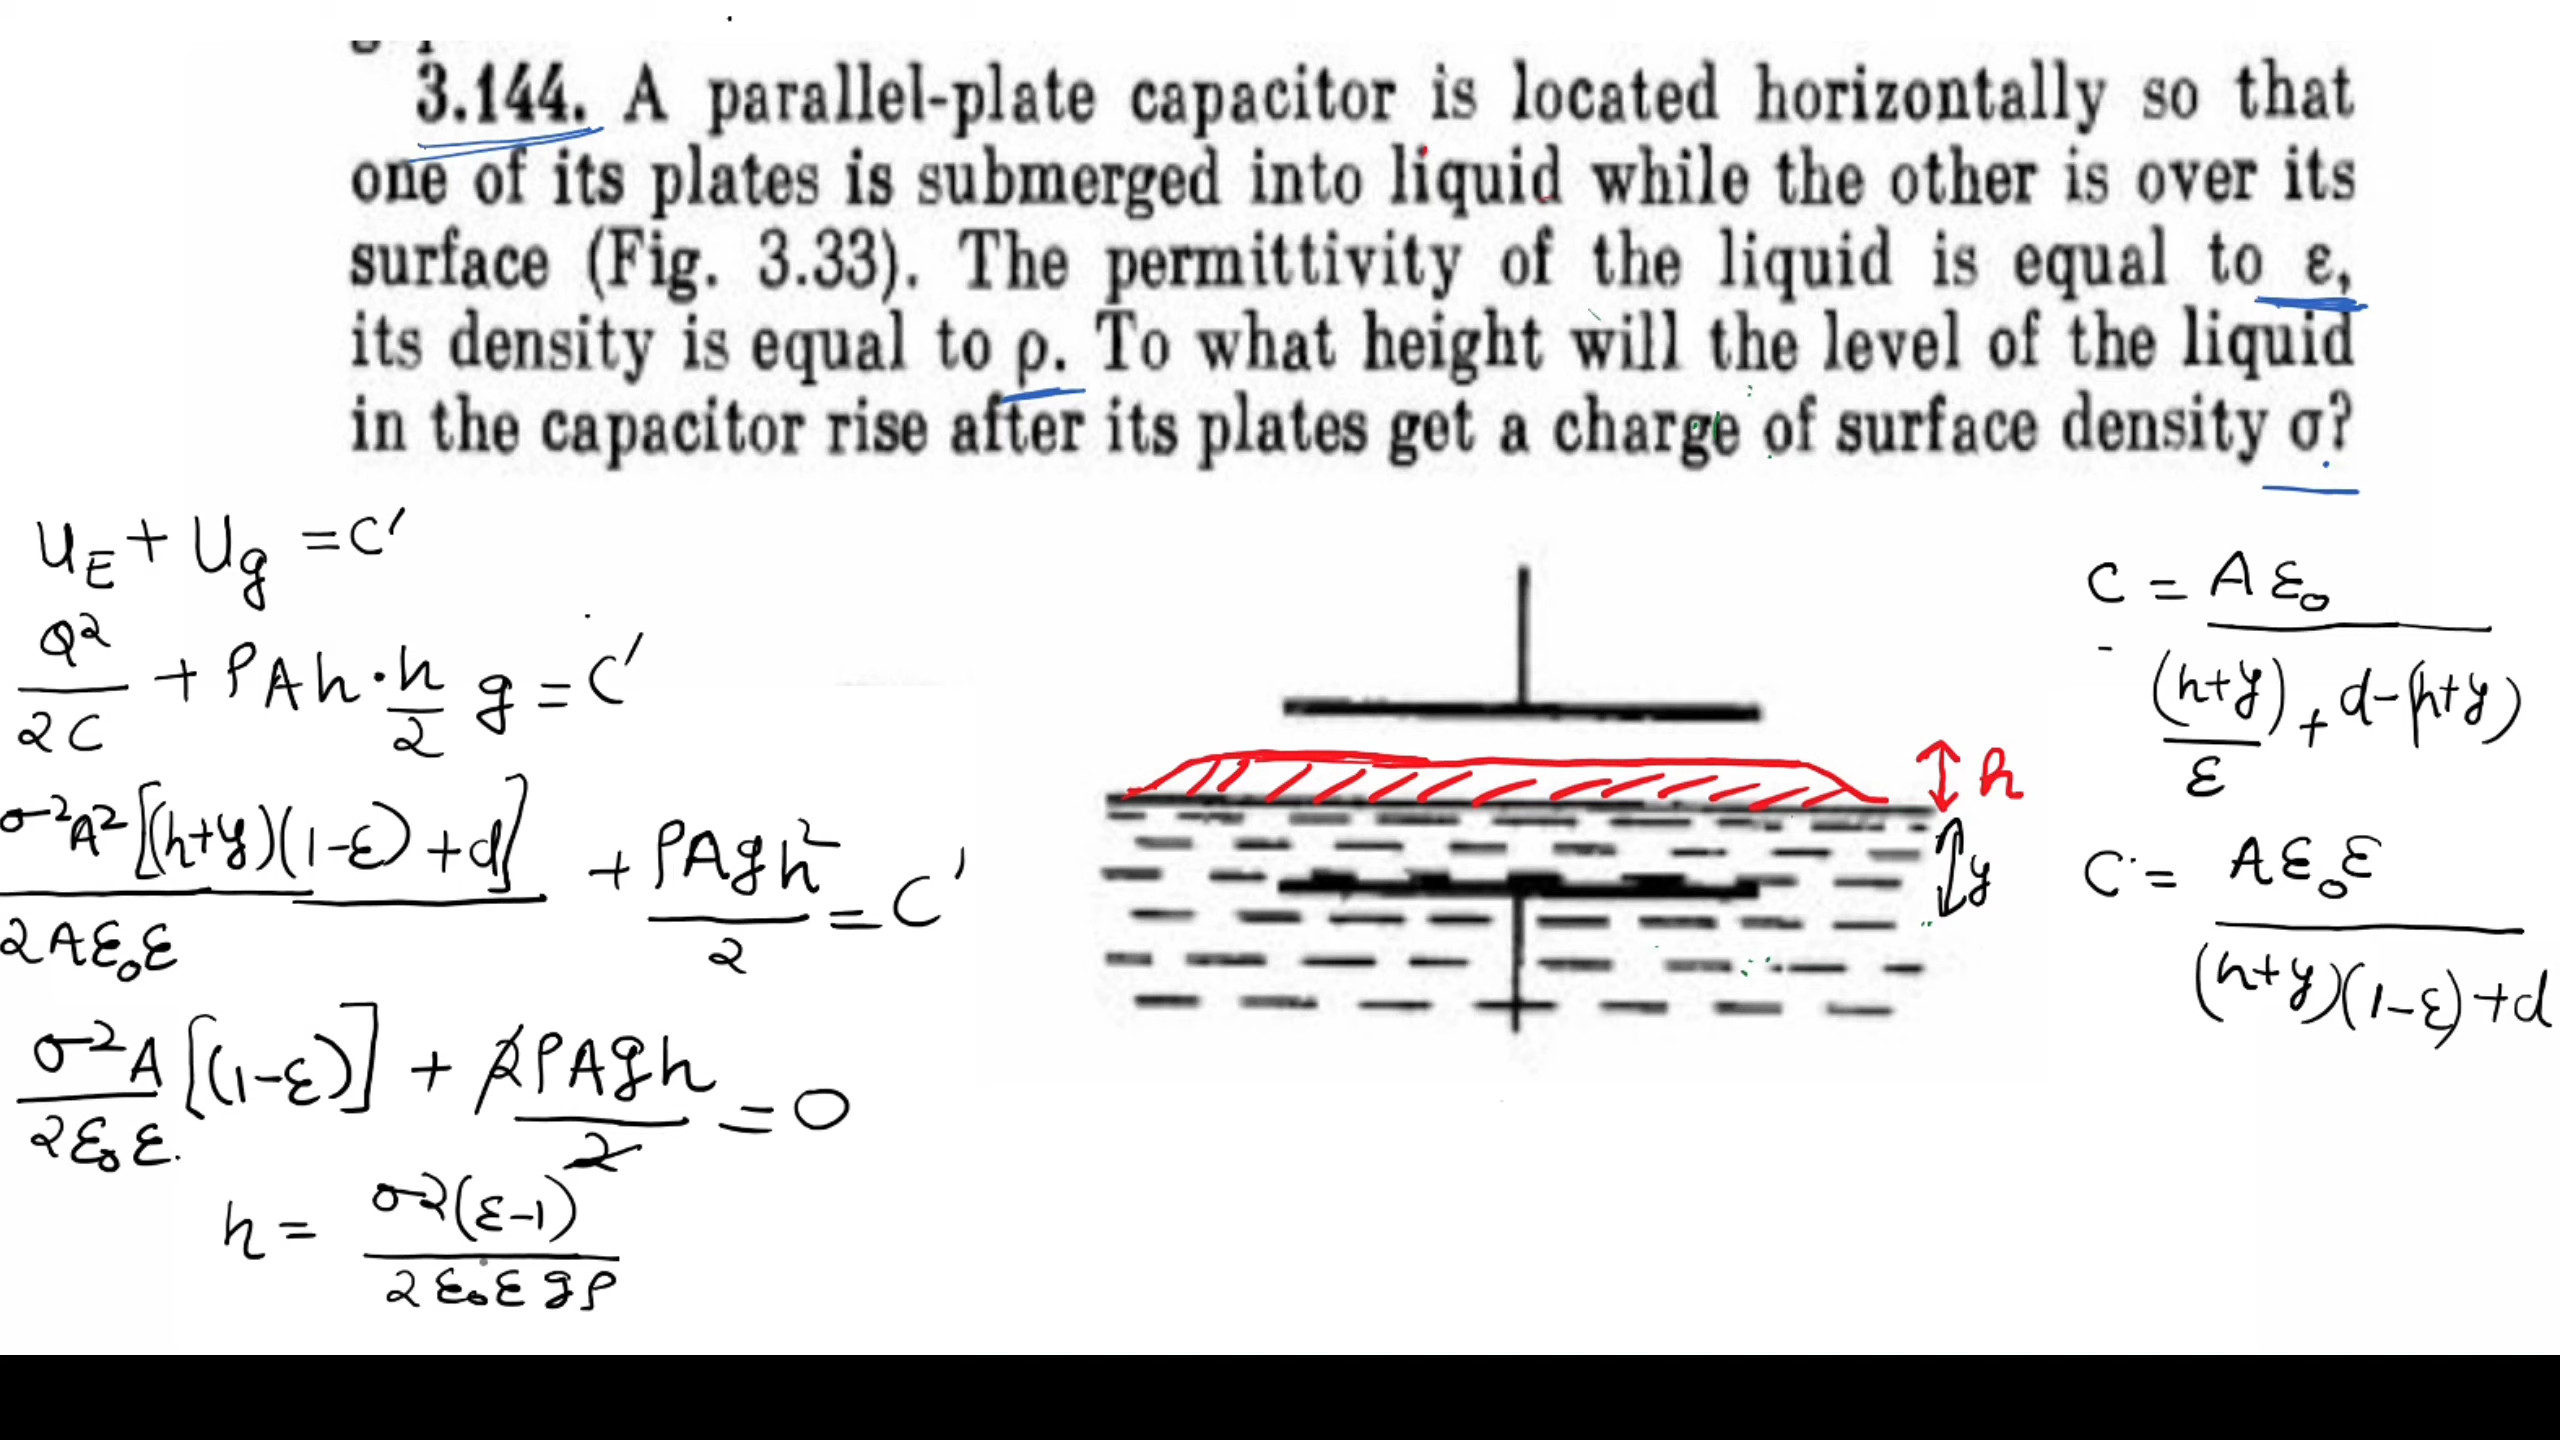 3.144. A parallel-plate capacitor is located horizontally so that
one of its plates is submerged into liquid while the other is over its
surface (Fig. 3.33). The permittivity of the liquid is equal to ε,
its density is equal to ρ. To what height will the level of the liquid
in the capacitor rise after its plates get a charge of surface density σ?
U_E + U_g = C'
Q²/2C + ρAh·h/2 g = C'
σ²A²[(h+y)(1-ε)+d]/2Aε₀ε + ρAgh²/2 = C'
σ²A/2ε₀ε [(1-ε)] + 2ρAgh/2 = 0
h = σ2(ε-1)/2ε₀εgρ
h
y
C = Aε₀/((h+y)/ε + d-(h+y))
C = Aε₀ε/((h+y)(1-ε)+d)